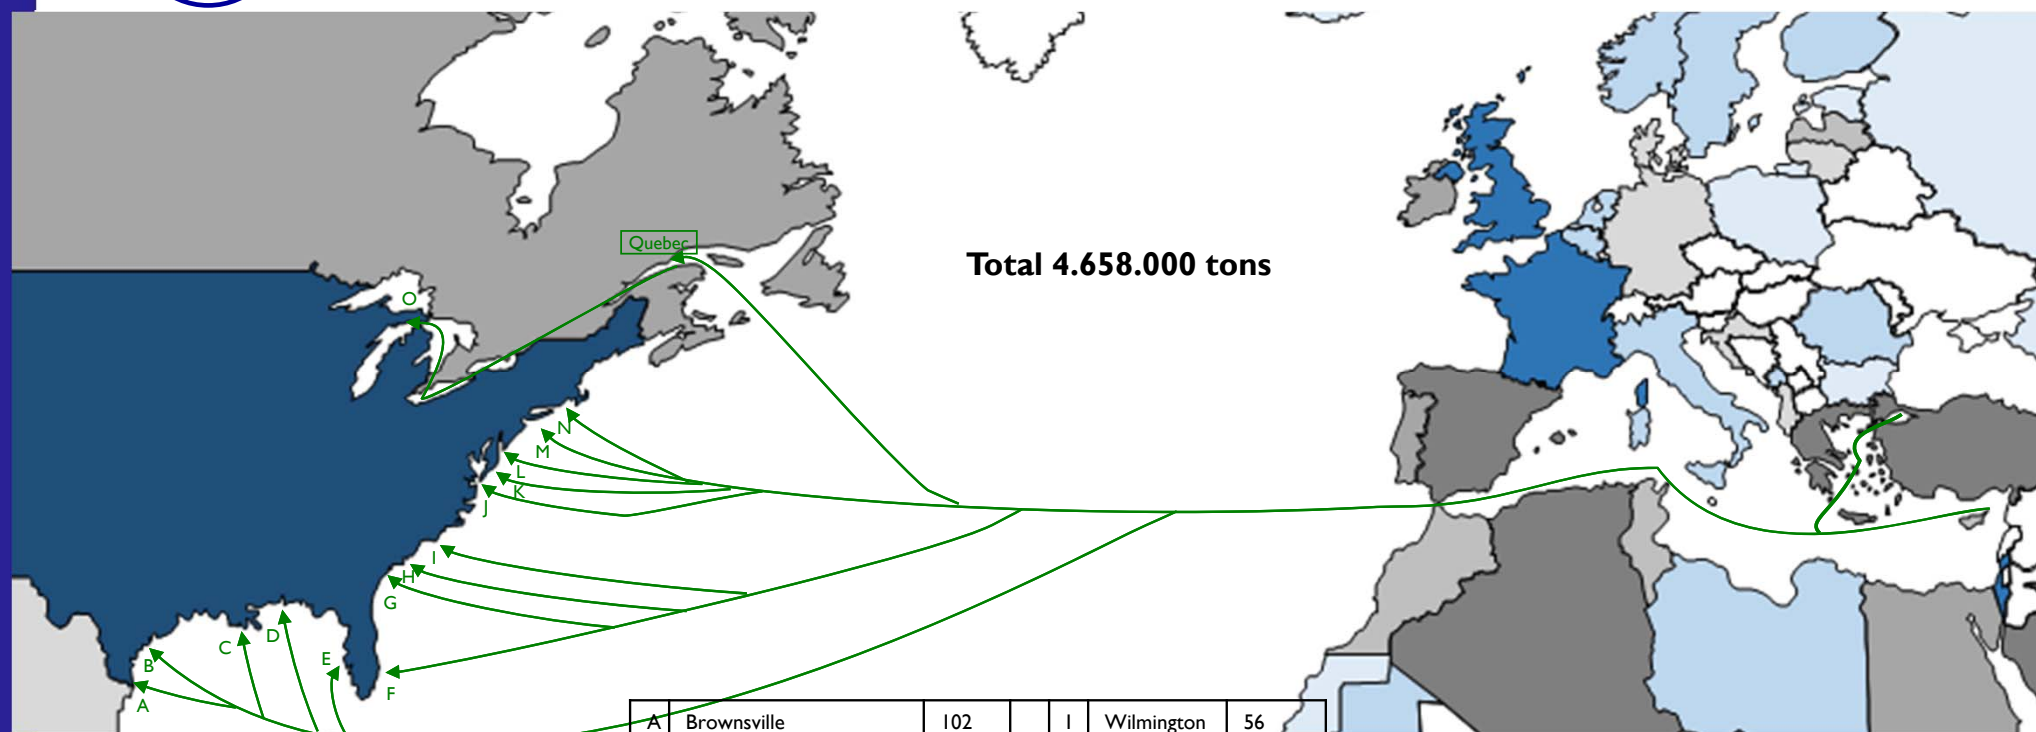 Quebec
Total 4.658.000 tons
O
N
M
L
K
J
I
H
G
F
E
D
C
B
A
A Brownsville 102 I Wilmington 56